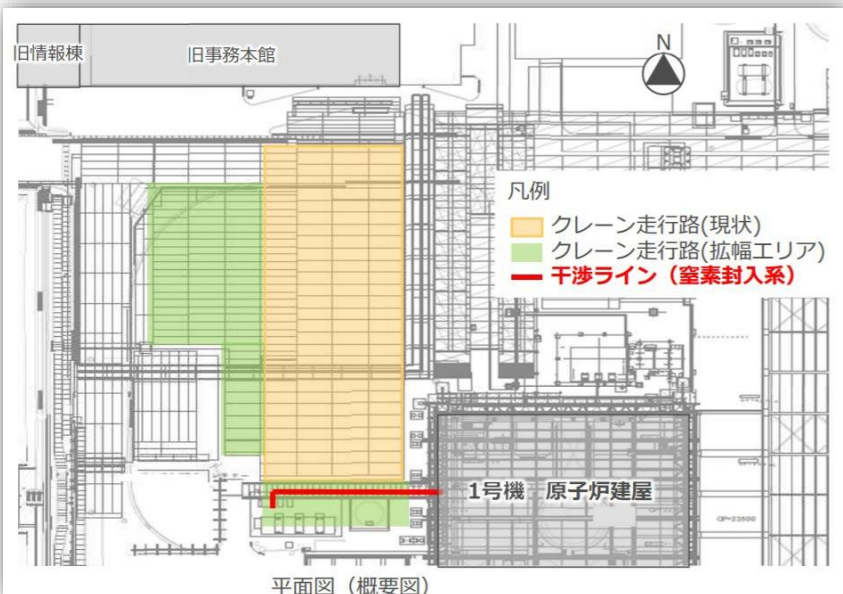 旧情報棟
旧事務本館
N
凡例
クレーン走行路(現状)
クレーン走行路(拡幅エリア)
干渉ライン（窒素封入系）
1号機　原子炉建屋
平面図（概要図）